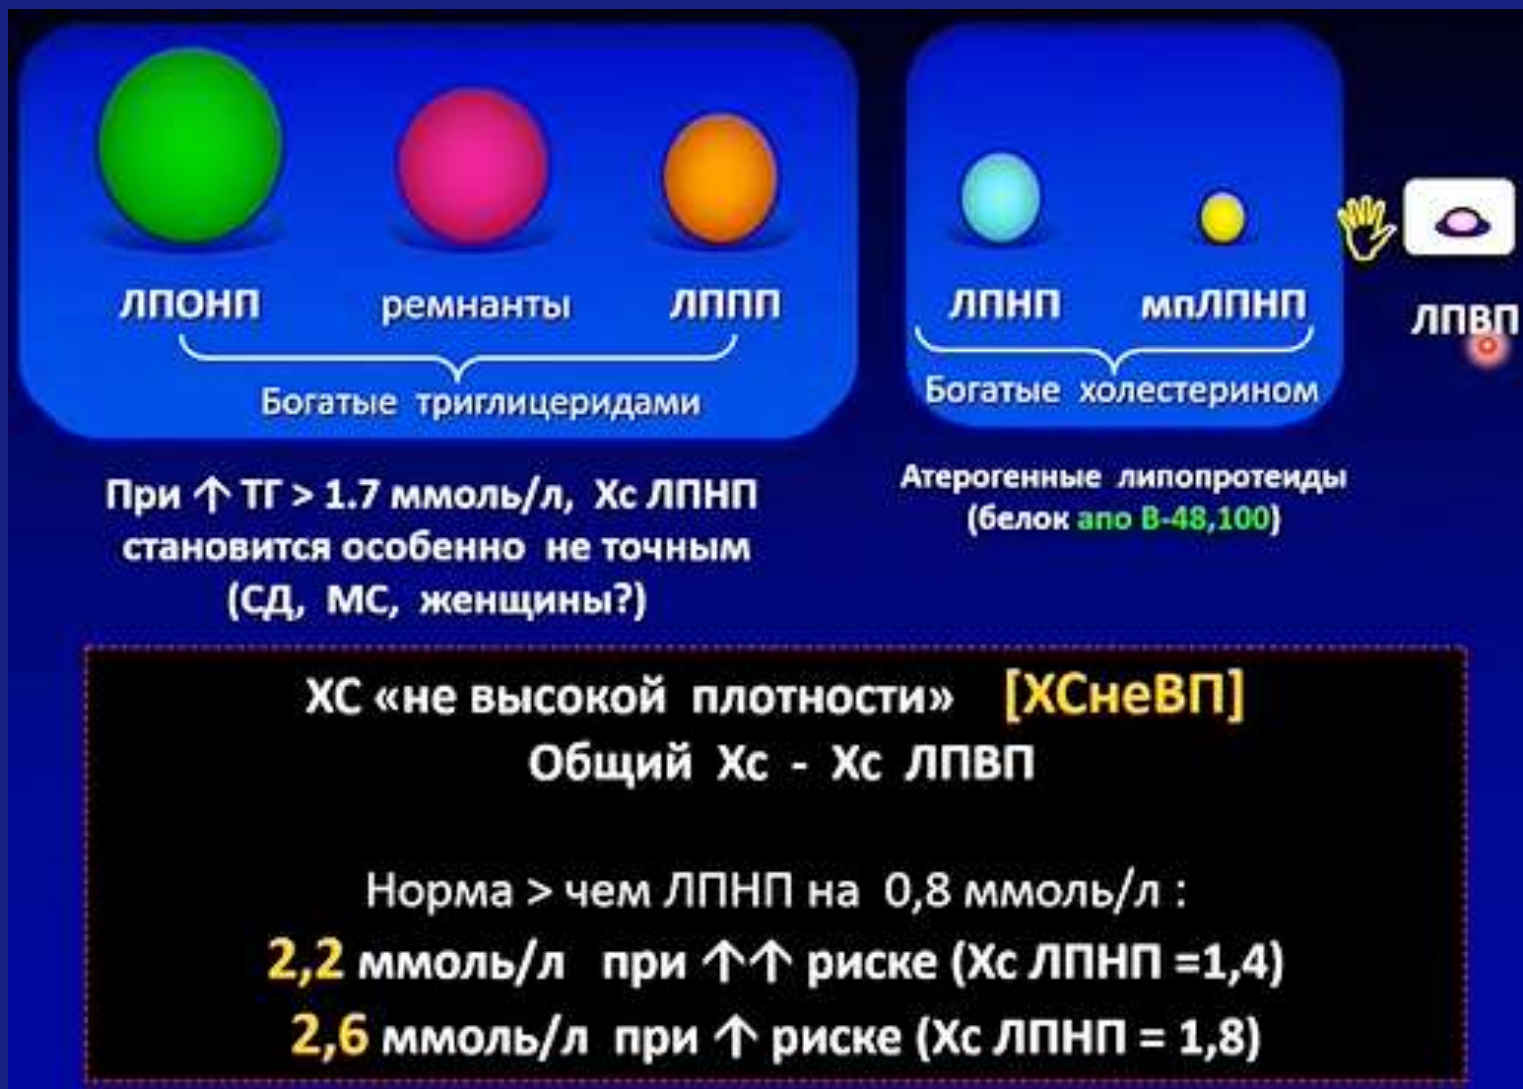 ЛПОНП ремнанты ЛППП
Богатые триглицеридами
ЛПНП мпЛПНП
Богатые холестерином
ЛПВП
При ↑ ТГ > 1.7 ммоль/л, Хс ЛПНП
становится особенно не точным
(СД, МС, женщины?)
Атерогенные липопротеиды
(белок апо В-48,100)
ХС «не высокой плотности» [ХСнеВП]
Общий Хс - Хс ЛПВП
Норма > чем ЛПНП на 0,8 ммоль/л :
2,2 ммоль/л при ↑↑ риске (Хс ЛПНП =1,4)
2,6 ммоль/л при ↑ риске (Хс ЛПНП = 1,8)